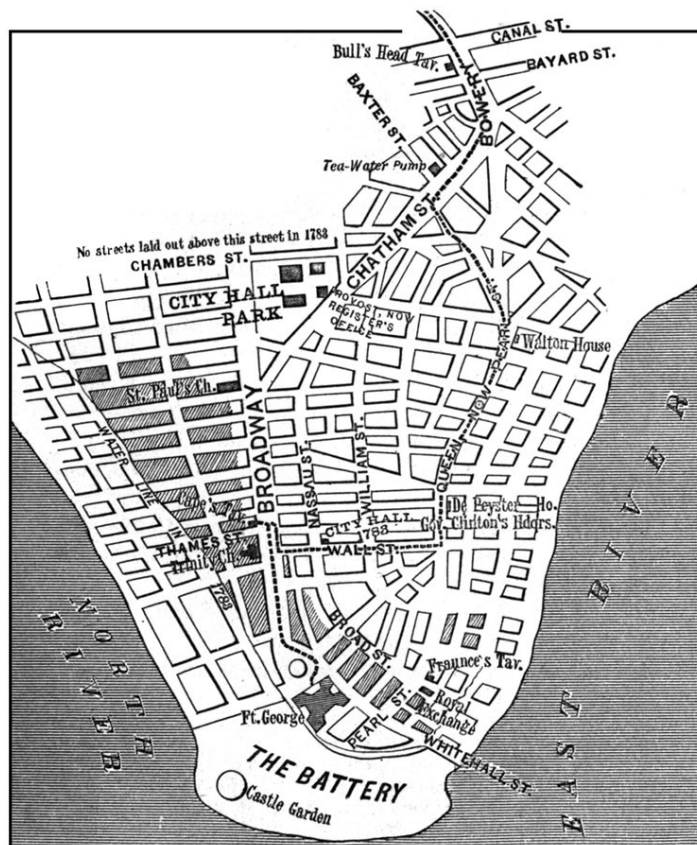 CANAL ST.
Bull's Head Tav.
BAYARD ST.
BOWERY
BAXTER ST.
Tea-Water Pump
CHATHAM ST.
No streets laid out above this street in 1783
CHAMBERS ST.
CITY HALL
PARK
PROVOST, NOW
REGISTER'S
OFFICE
Walton House
QUEEN NOW PEARL
St. Paul's Ch.
BROADWAY
NASSAU ST.
WILLIAM ST.
WATER LINE IN 1783
De Peyster Ho.
Gov. Clinton's Hdqrs.
CITY HALL
1783
WALL ST.
THAMES ST.
Trinity Ch.
NORTH
RIVER
EAST RIVER
BROAD ST.
Fraunce's Tav.
Royal
Exchange
PEARL ST.
WHITEHALL ST.
Ft. George
THE BATTERY
Castle Garden